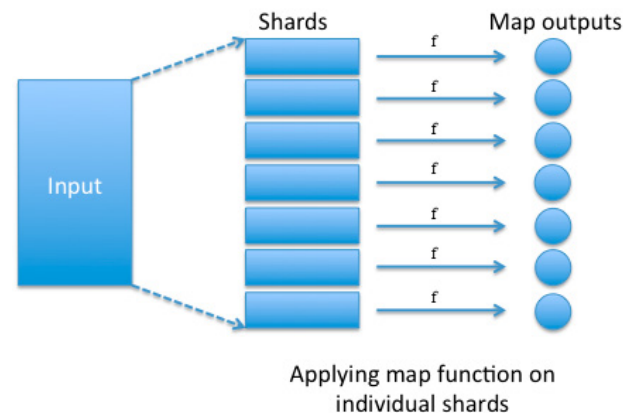 Shards
Map outputs
f
f
f
f
f
f
f
Input
Applying map function on
individual shards